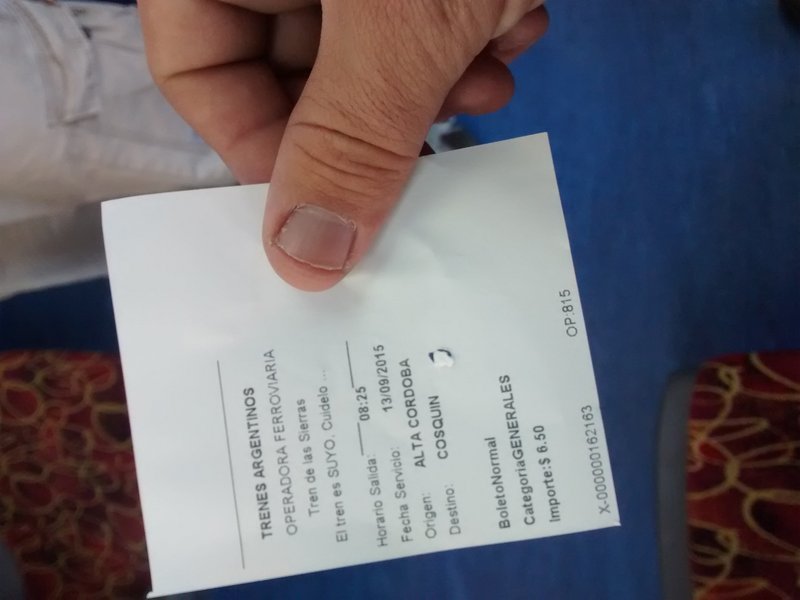 TRENES ARGENTINOS
OPERADORA FERROVIARIA
Tren de las Sierras
El tren es SUYO. Cuidelo ...
Horario Salida: 08:25
Fecha Servicio: 13/09/2015
Origen: ALTA CORDOBA
Destino: COSQUIN
BoletoNormal
CategoriaGENERALES
Importe:$ 6.50
X-000000162163 OP:815